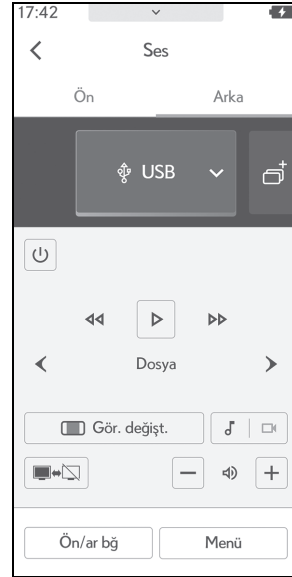 17:42
Ses
Ön Arka
USB
Dosya
Gör. değişt.
Ön/ar bğ Menü